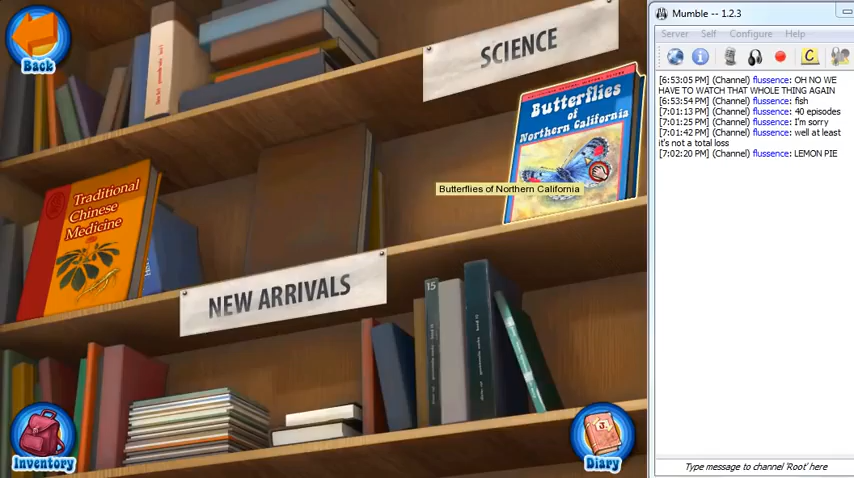 Back
SCIENCE
Butterflies
of
Northern California
Butterflies of Northern California
Traditional
Chinese
Medicine
NEW ARRIVALS
15
Inventory
Diary
Mumble -- 1.2.3
Server Self Configure Help
[6:53:05 PM] (Channel) flussence: OH NO WE
HAVE TO WATCH THAT WHOLE THING AGAIN
[6:53:54 PM] (Channel) flussence: fish
[7:01:13 PM] (Channel) flussence: 40 episodes
[7:01:25 PM] (Channel) flussence: I'm sorry
[7:01:42 PM] (Channel) flussence: well at least
it's not a total loss
[7:02:20 PM] (Channel) flussence: LEMON PIE
Type message to channel 'Root' here